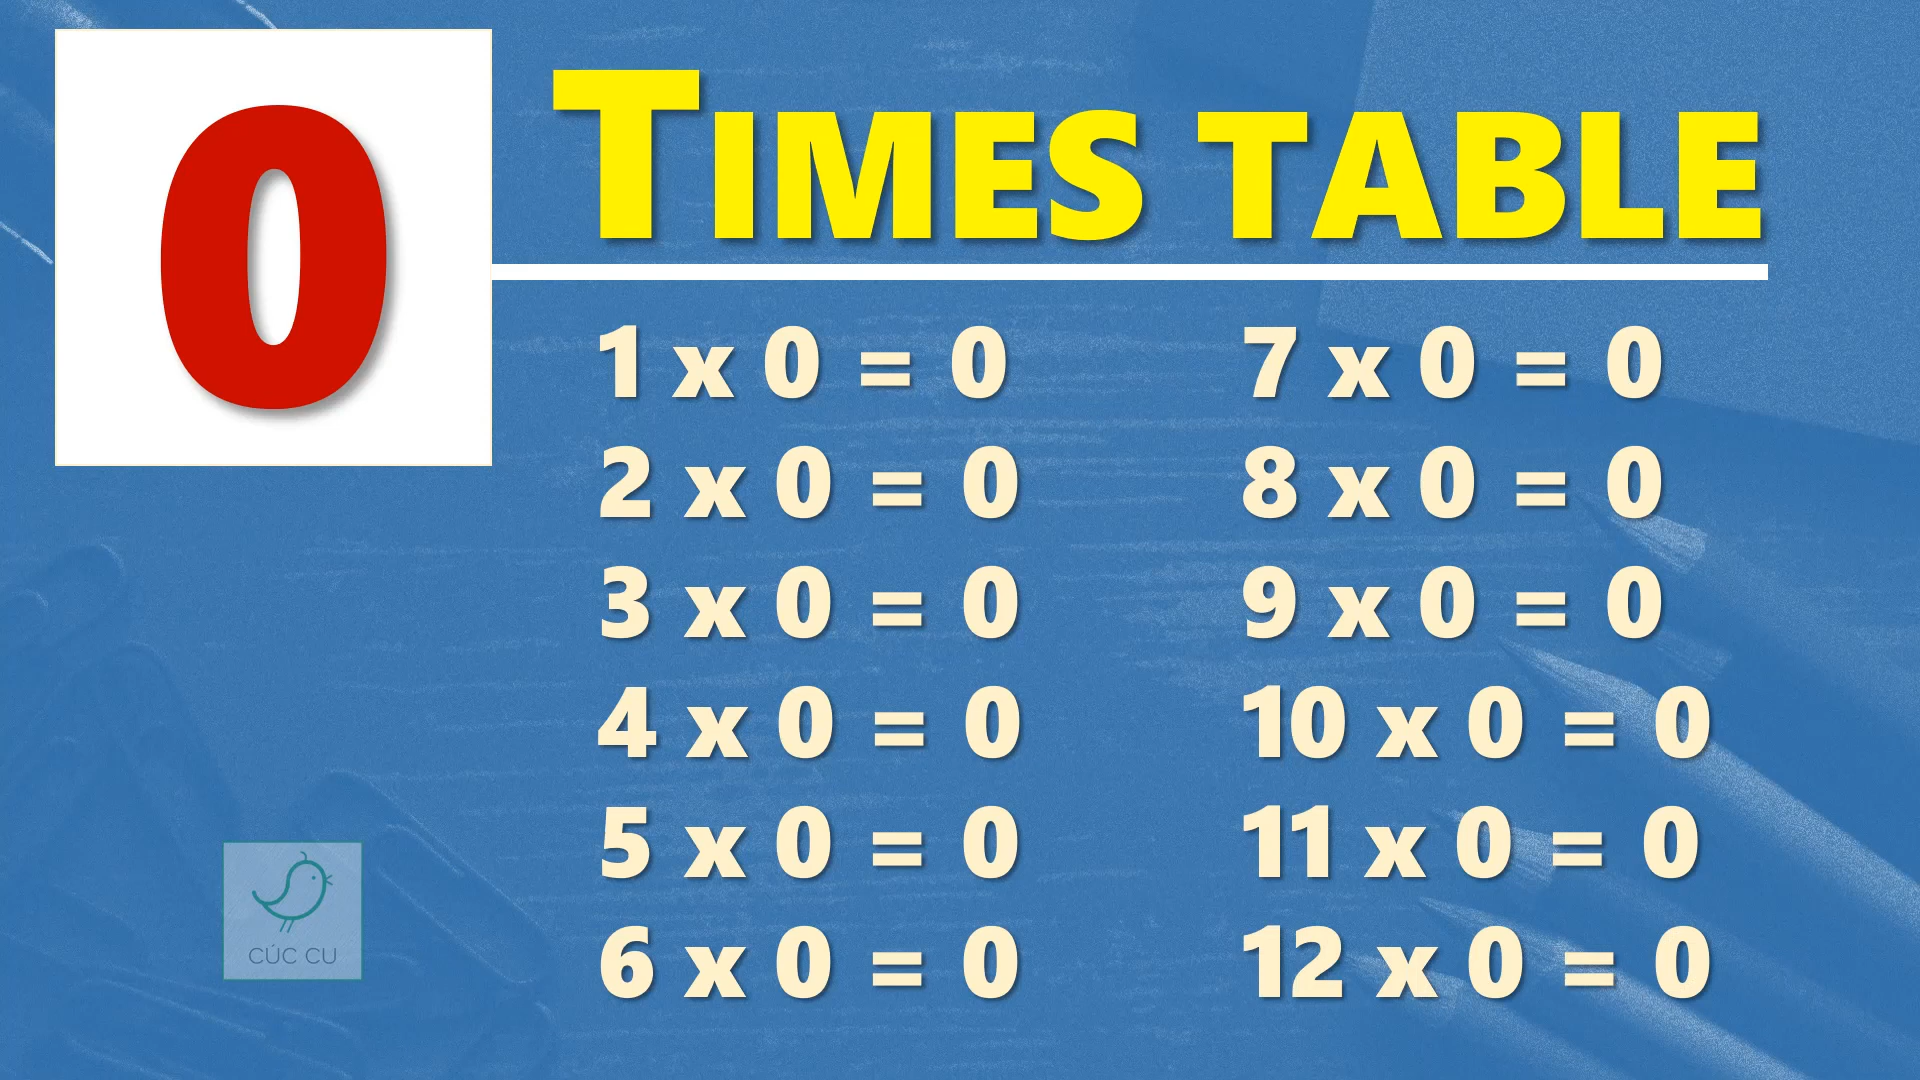 0
TIMES TABLE
1 x 0 = 0
2 x 0 = 0
3 x 0 = 0
4 x 0 = 0
5 x 0 = 0
6 x 0 = 0
7 x 0 = 0
8 x 0 = 0
9 x 0 = 0
10 x 0 = 0
11 x 0 = 0
12 x 0 = 0
CÚC CU